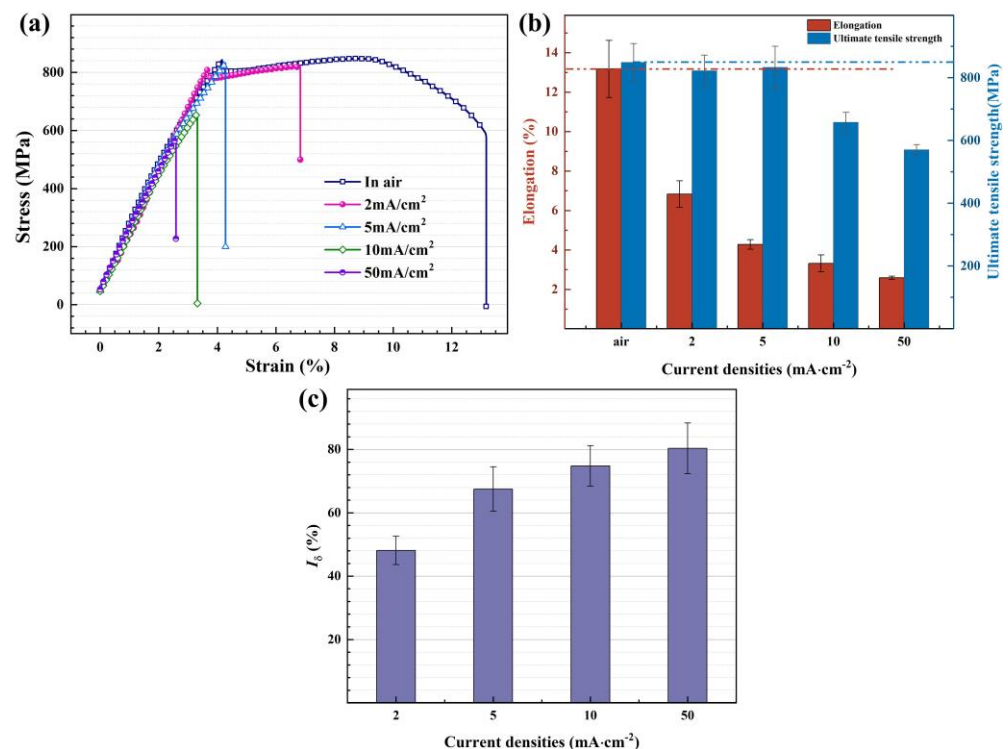 (a)
800
600
400
200
0
Stress (MPa)
In air
2mA/cm²
5mA/cm²
10mA/cm²
50mA/cm²
0 2 4 6 8 10 12
Strain (%)
(b)
Elongation
Ultimate tensile strength
14
12
10
8
6
4
2
Elongation (%)
800
600
400
200
Ultimate tensile strength(MPa)
air 2 5 10 50
Current densities (mA·cm⁻²)
(c)
80
60
40
20
I_δ (%)
2 5 10 50
Current densities (mA·cm⁻²)